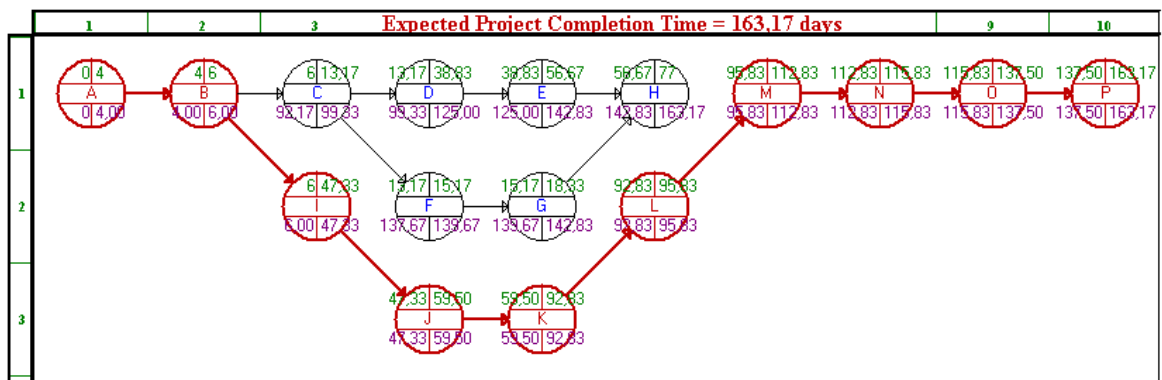 1 2 3 Expected Project Completion Time = 163,17 days 9 10
1
0 4 4 6 6 13,17 13,17 38,83 38,83 56,67 56,67 77 95,83 112,83 112,83 115,83 115,83 137,50 137,50 163,17
A B C D E H M N O P
0 4,00 4,00 6,00 92,17 99,33 99,33 125,00 125,00 142,83 142,83 163,17 95,83 112,83 112,83 115,83 115,83 137,50 137,50 163,17
2
6 47,33 13,17 15,17 15,17 18,33 92,83 95,83
I F G L
6,00 47,33 137,67 139,67 139,67 142,83 92,83 95,83
3
47,33 59,50 59,50 92,83
J K
47,33 59,50 59,50 92,83